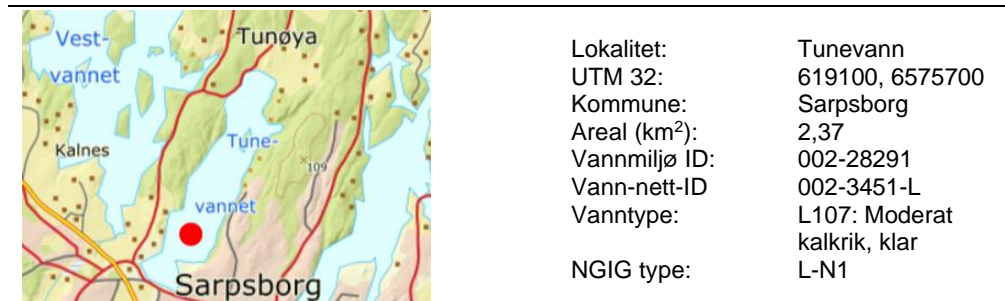 Vest-
vannet
Tunøya
Kalnes
Tune-
109
vannet
Sarpsborg
Lokalitet: Tunevann
UTM 32: 619100, 6575700
Kommune: Sarpsborg
Areal (km²): 2,37
Vannmiljø ID: 002-28291
Vann-nett-ID 002-3451-L
Vanntype: L107: Moderat
kalkrik, klar
NGIG type: L-N1